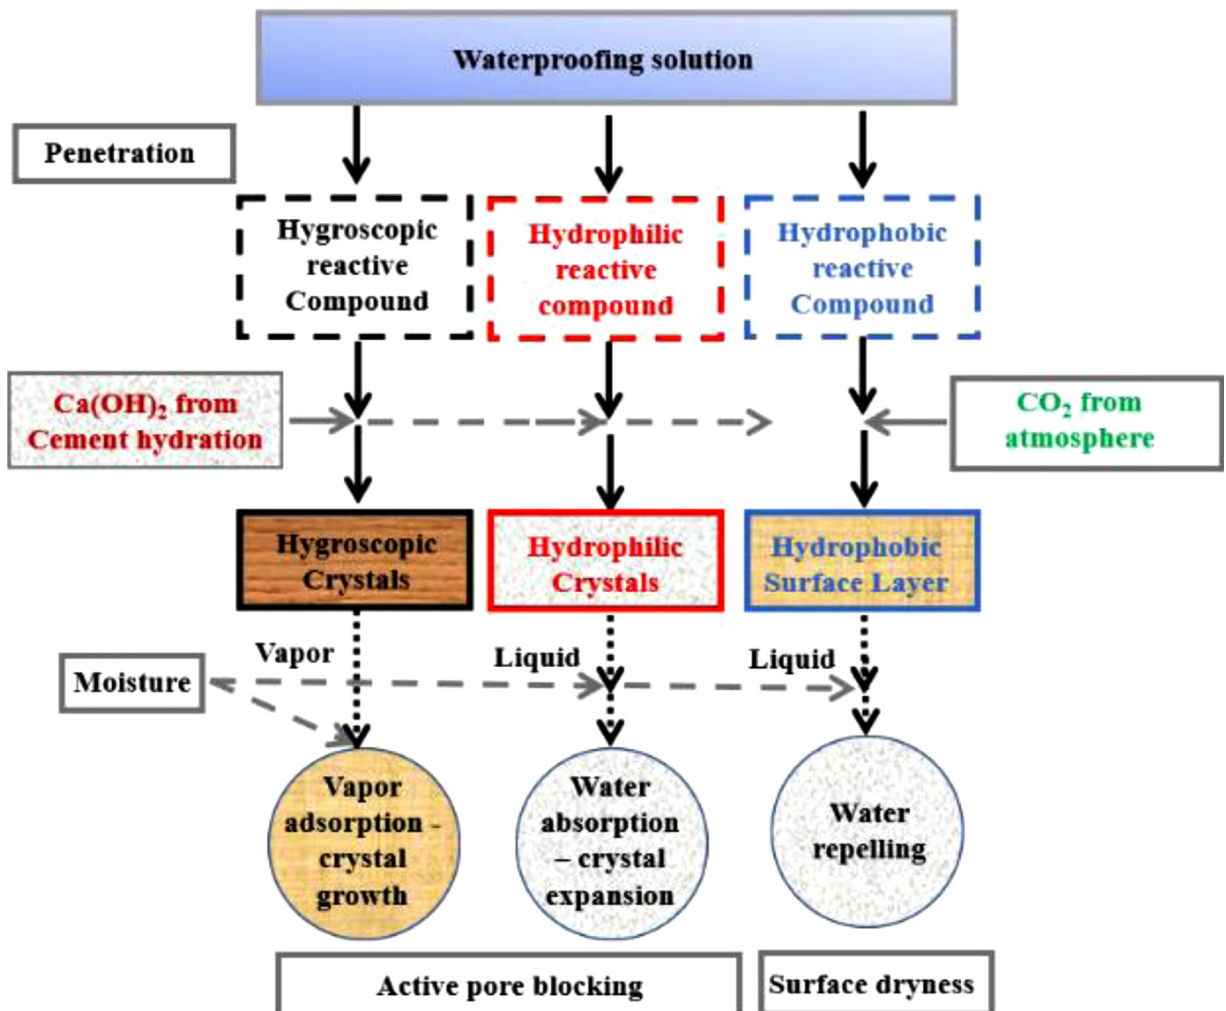 Waterproofing solution
Penetration
Hygroscopic
reactive
Compound
Hydrophilic
reactive
compound
Hydrophobic
reactive
Compound
Ca(OH)₂ from
Cement hydration
CO₂ from
atmosphere
Hygroscopic
Crystals
Hydrophilic
Crystals
Hydrophobic
Surface Layer
Vapor
Liquid
Liquid
Moisture
Vapor
adsorption -
crystal
growth
Water
absorption
– crystal
expansion
Water
repelling
Active pore blocking
Surface dryness